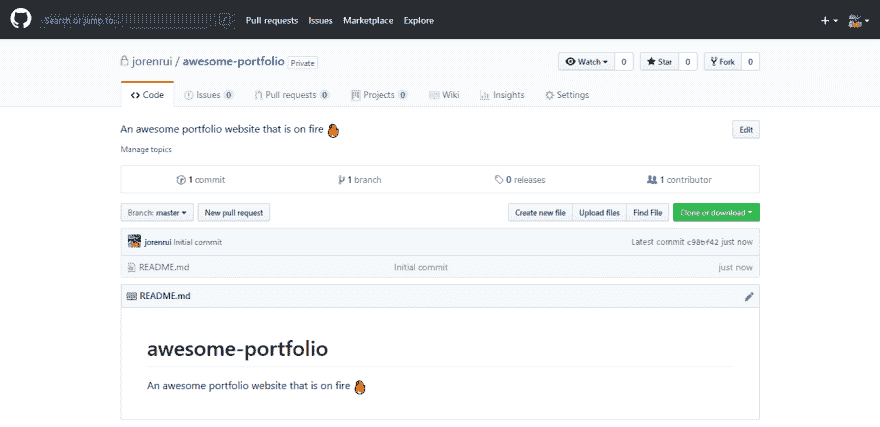 Search or jump to...
Pull requests Issues Marketplace Explore
jorenrui / awesome-portfolio Private
Watch 0 Star 0 Fork 0
Code Issues 0 Pull requests 0 Projects 0 Wiki Insights Settings
An awesome portfolio website that is on fire
Edit
Manage topics
1 commit 1 branch 0 releases 1 contributor
Branch: master New pull request Create new file Upload files Find File Clone or download
jorenrui Initial commit Latest commit c98bf42 just now
README.md Initial commit just now
README.md
awesome-portfolio
An awesome portfolio website that is on fire